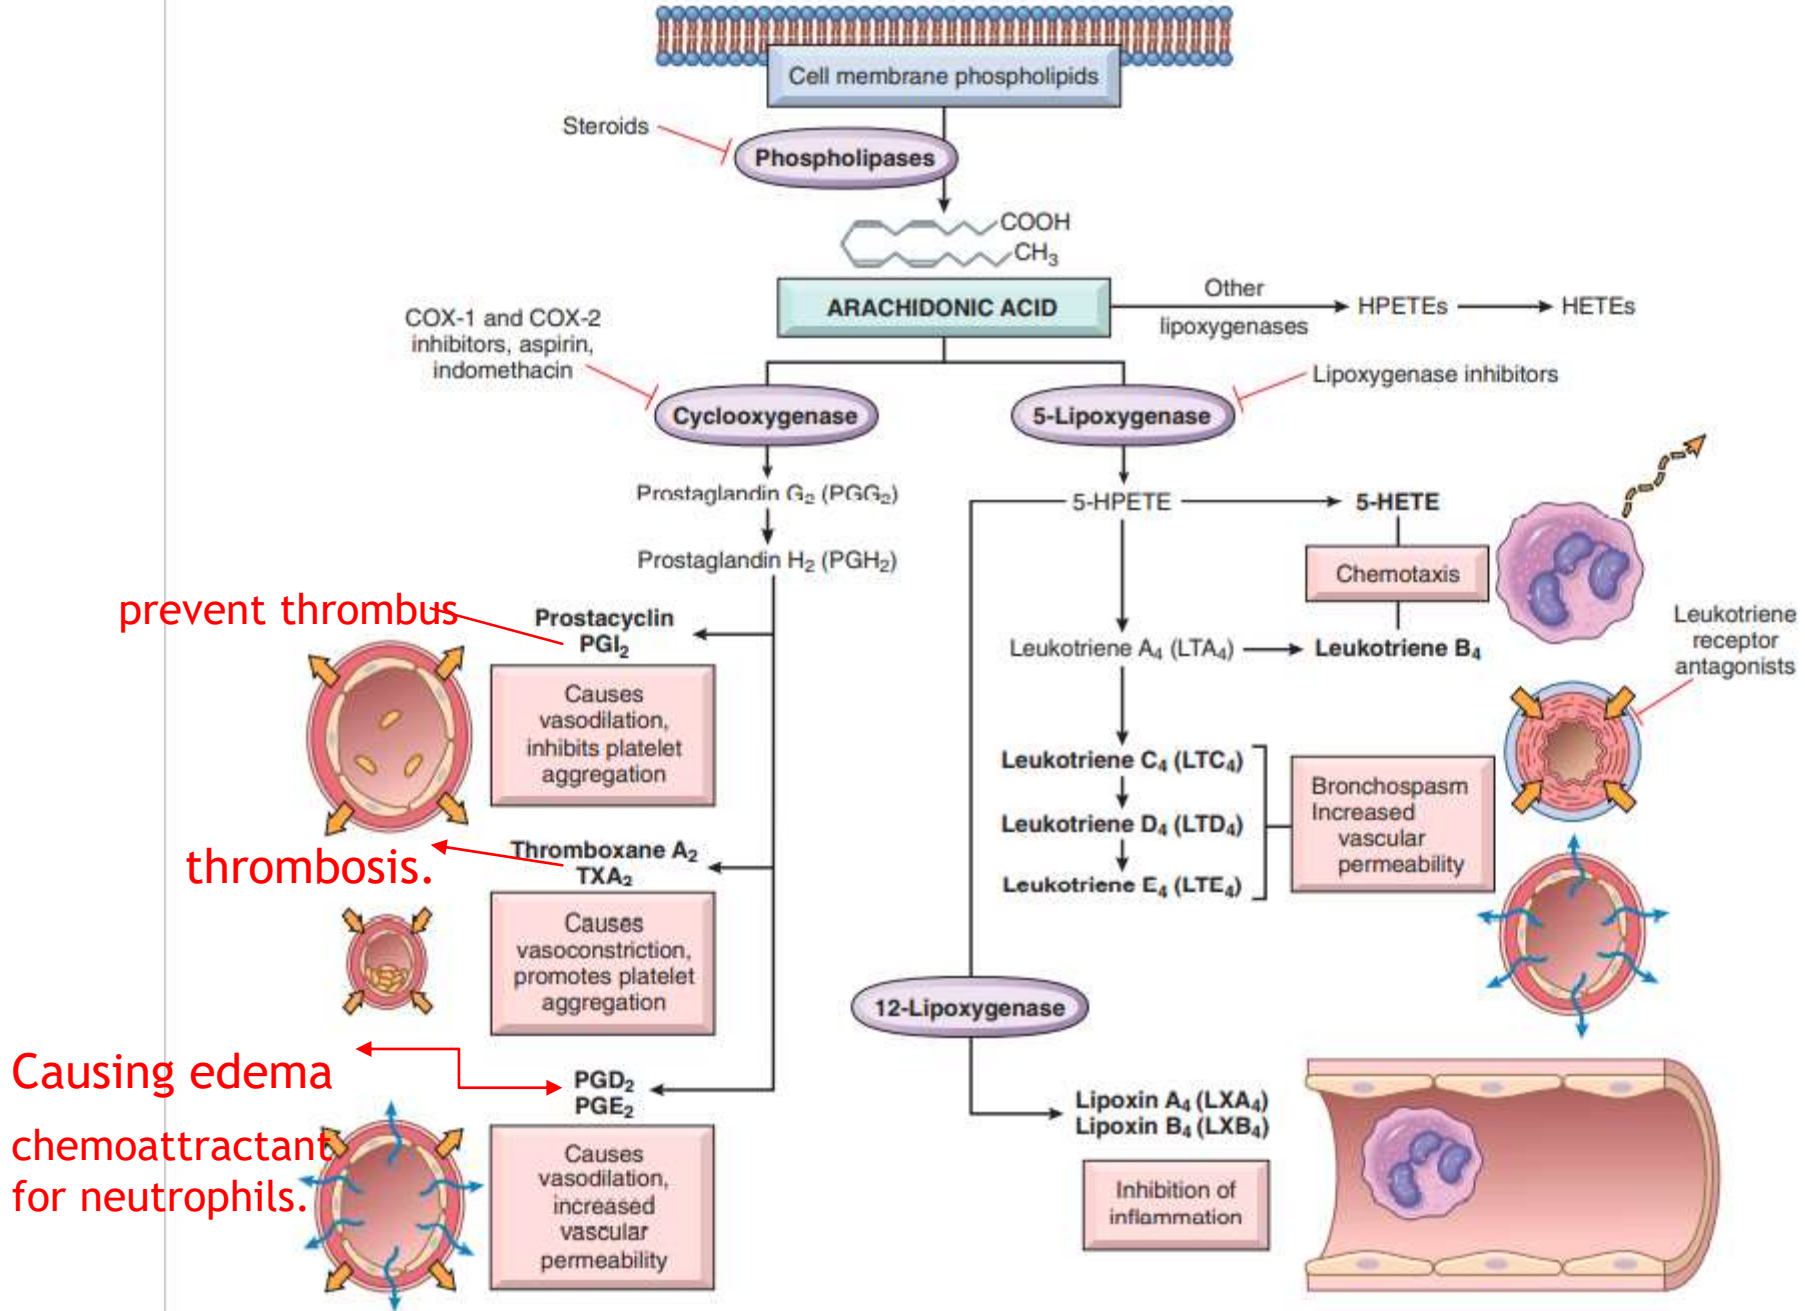 Cell membrane phospholipids
Steroids
Phospholipases
COOH
CH₃
ARACHIDONIC ACID
Other
lipoxygenases
HPETEs
HETEs
COX-1 and COX-2
inhibitors, aspirin,
indomethacin
Lipoxygenase inhibitors
Cyclooxygenase
5-Lipoxygenase
Prostaglandin G₂ (PGG₂)
Prostaglandin H₂ (PGH₂)
5-HPETE
5-HETE
Chemotaxis
Leukotriene A₄ (LTA₄)
Leukotriene B₄
Leukotriene
receptor
antagonists
prevent thrombus
Prostacyclin
PGI₂
Causes
vasodilation,
inhibits platelet
aggregation
Leukotriene C₄ (LTC₄)
Leukotriene D₄ (LTD₄)
Leukotriene E₄ (LTE₄)
Bronchospasm
Increased
vascular
permeability
thrombosis.
Thromboxane A₂
TXA₂
Causes
vasoconstriction,
promotes platelet
aggregation
12-Lipoxygenase
Causing edema
chemoattractant
for neutrophils.
PGD₂
PGE₂
Causes
vasodilation,
increased
vascular
permeability
Lipoxin A₄ (LXA₄)
Lipoxin B₄ (LXB₄)
Inhibition of
inflammation